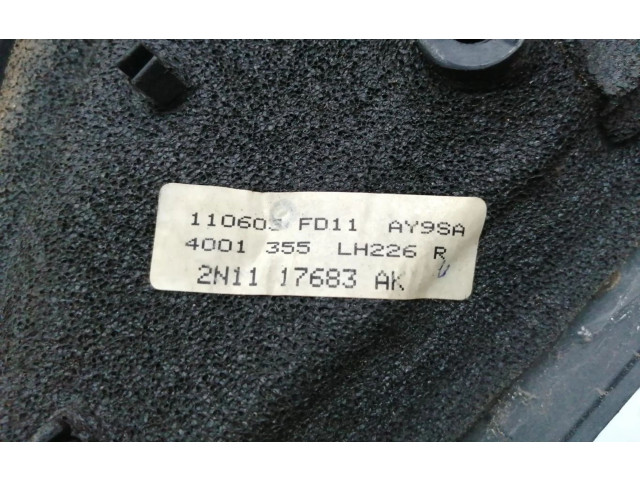 110603 FD11 AY9SA
4001 355 LH226 R
2N11 17683 AK